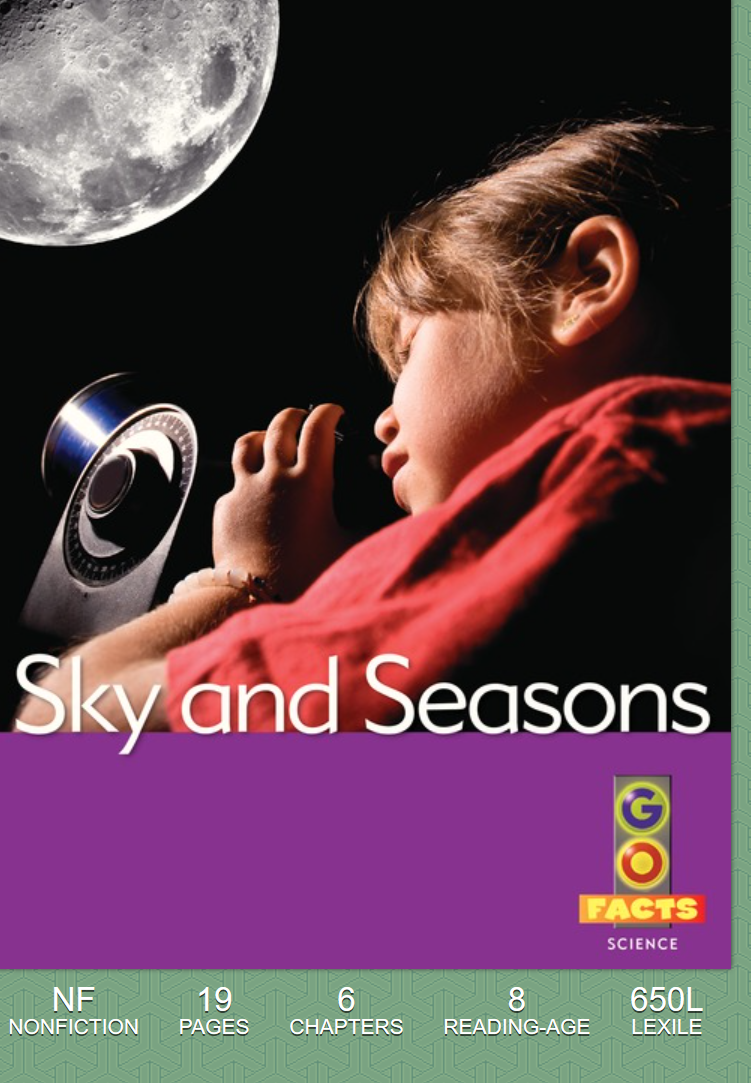 Sky and Seasons
G
O
FACTS
SCIENCE
NF 19 6 8 650L
NONFICTION PAGES CHAPTERS READING-AGE LEXILE